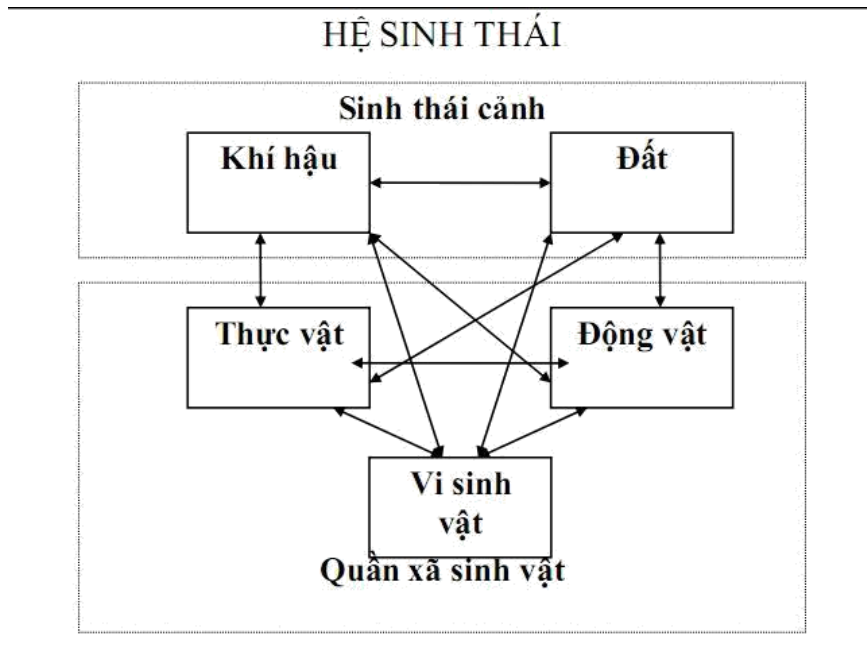 HỆ SINH THÁI
Sinh thái cảnh
Khí hậu
Đất
Thực vật
Động vật
Vi sinh
vật
Quần xã sinh vật